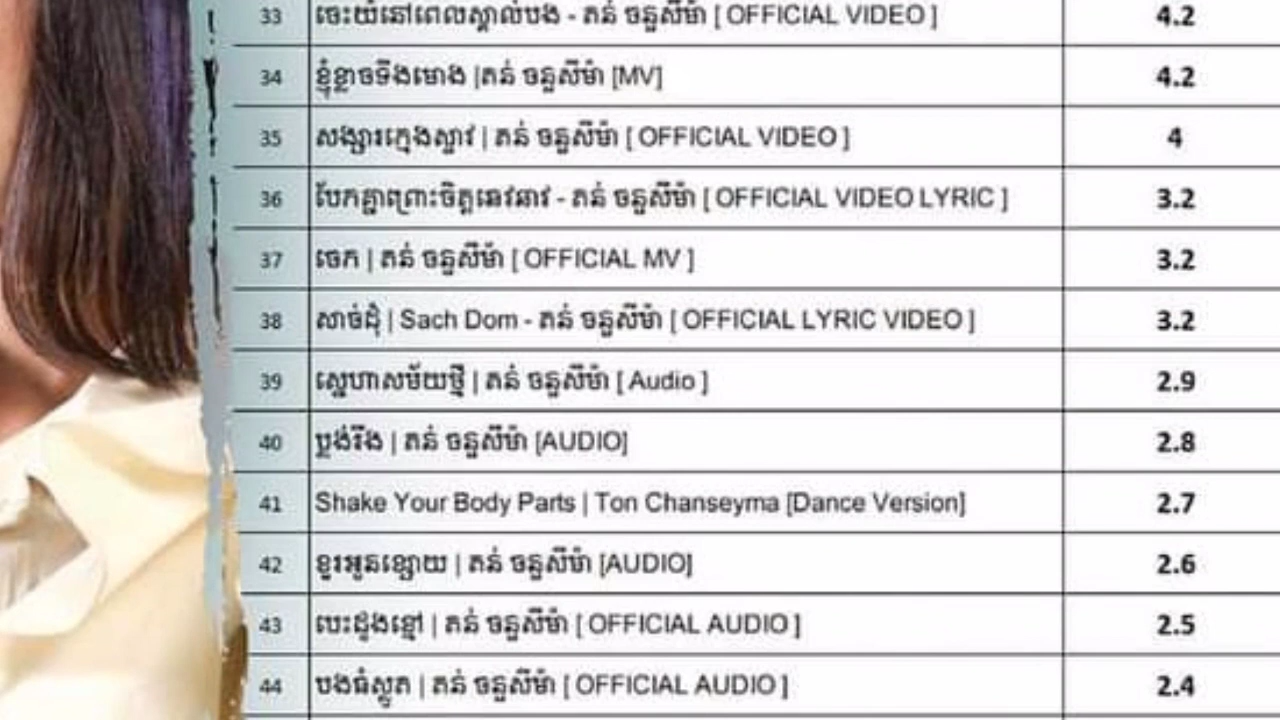 33 ចេះយំនៅពេលស្គាល់បង - តន់ ចន្ទសីម៉ា [ OFFICIAL VIDEO ] 4.2
34 ខ្ញុំខ្លាចទឹងមោង |តន់ ចន្ទសីម៉ា [MV] 4.2
35 សង្សារក្មេងស្ទាវ | តន់ ចន្ទសីម៉ា [ OFFICIAL VIDEO ] 4
36 បែកគ្នាព្រោះចិត្តឆេវឆាវ - តន់ ចន្ទសីម៉ា [ OFFICIAL VIDEO LYRIC ] 3.2
37 ចេក | តន់ ចន្ទសីម៉ា [ OFFICIAL MV ] 3.2
38 សាច់ដុំ | Sach Dom - តន់ ចន្ទសីម៉ា [ OFFICIAL LYRIC VIDEO ] 3.2
39 ស្នេហាសម័យថ្មី | តន់ ចន្ទសីម៉ា [ Audio ] 2.9
40 ប្លង់រឹង | តន់ ចន្ទសីម៉ា [AUDIO] 2.8
41 Shake Your Body Parts | Ton Chanseyma [Dance Version] 2.7
42 ខួរអូនខ្សោយ | តន់ ចន្ទសីម៉ា [AUDIO] 2.6
43 បេះដូងខ្មៅ | តន់ ចន្ទសីម៉ា [ OFFICIAL AUDIO ] 2.5
44 បងធំស្លូត | តន់ ចន្ទសីម៉ា [ OFFICIAL AUDIO ] 2.4